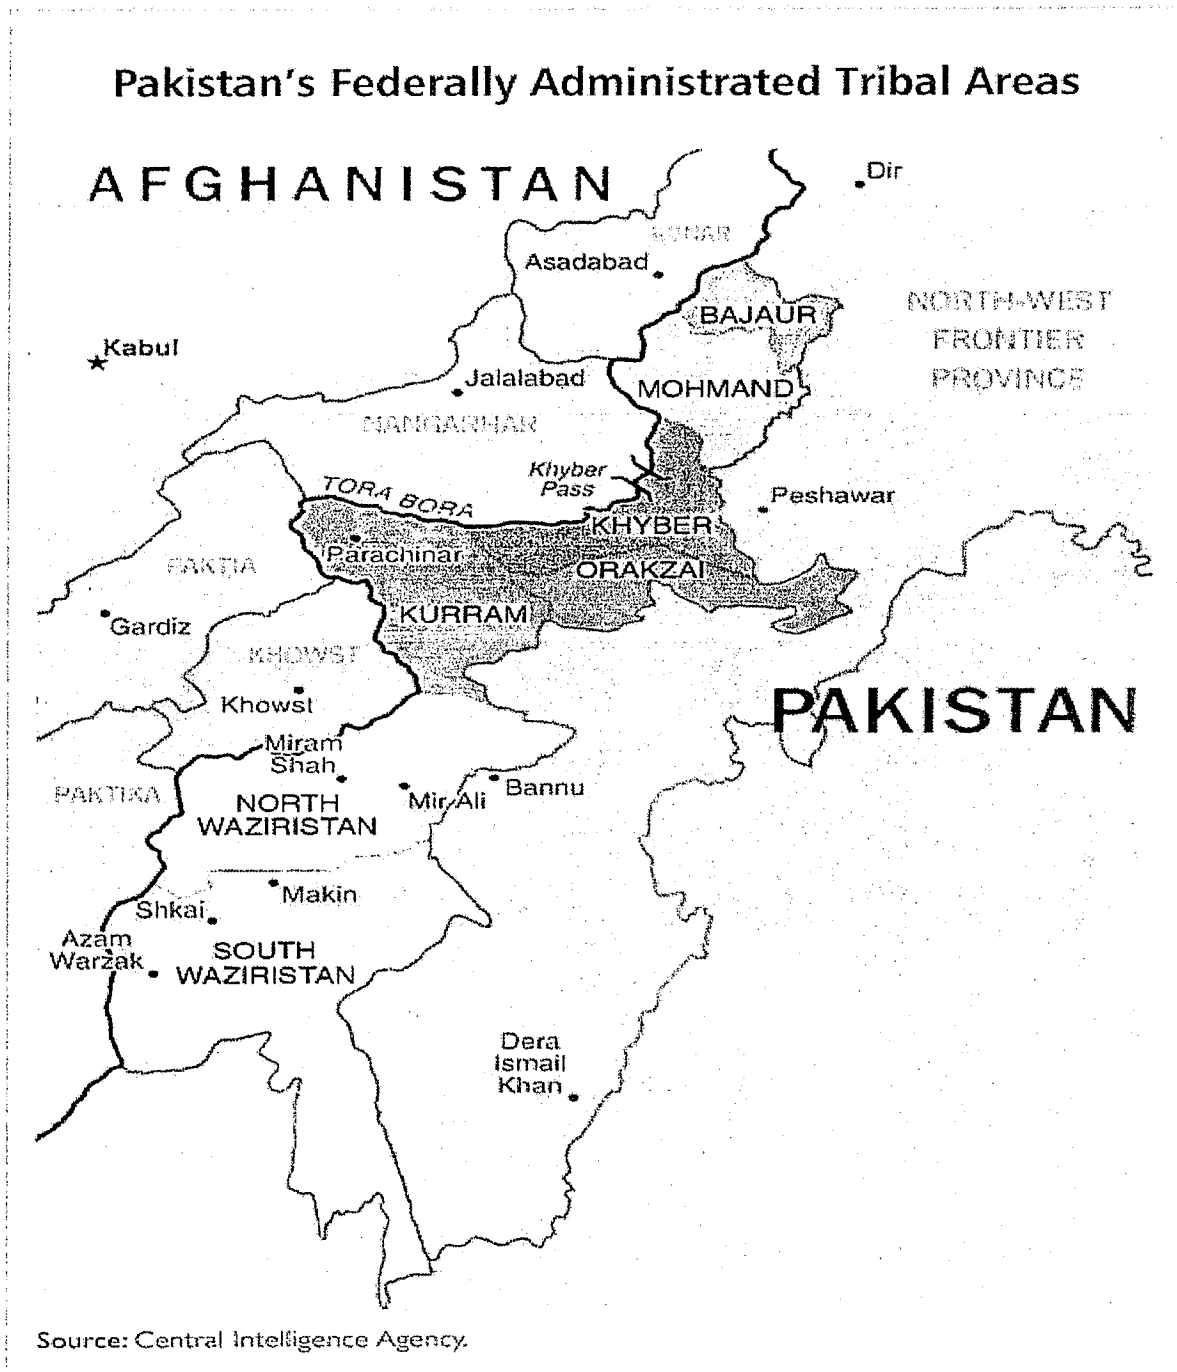 Pakistan's Federally Administrated Tribal Areas
AFGHANISTAN
Dir
KUNAR
Asadabad
NORTH-WEST
FRONTIER
PROVINCE
BAJAUR
Kabul
Jalalabad
MOHMAND
NANGARHAR
Khyber
Pass
TORA BORA
Peshawar
KHYBER
Parachinar
ORAKZAI
PAKTIA
KURRAM
Gardiz
KHOWST
Khowst
PAKISTAN
Miram
Shah
Mir Ali
Bannu
PAKTIKA
NORTH
WAZIRISTAN
Makin
Shkai
Azam
Warzak
SOUTH
WAZIRISTAN
Dera
Ismail
Khan
Source: Central Intelligence Agency.